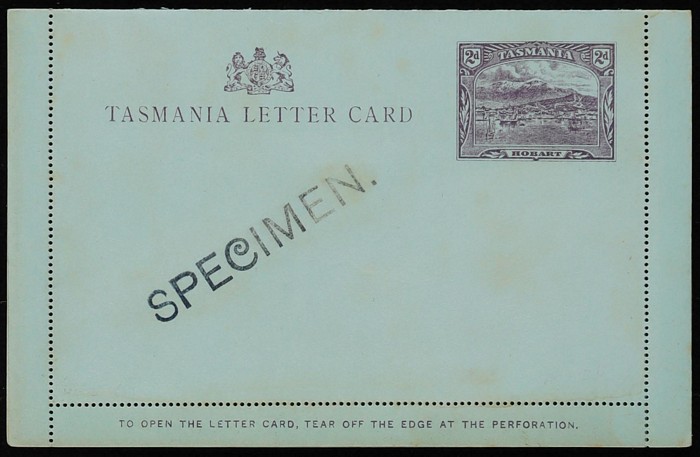 TASMANIA
2d 2d
TASMANIA LETTER CARD
HOBART
SPECIMEN.
TO OPEN THE LETTER CARD, TEAR OFF THE EDGE AT THE PERFORATION.